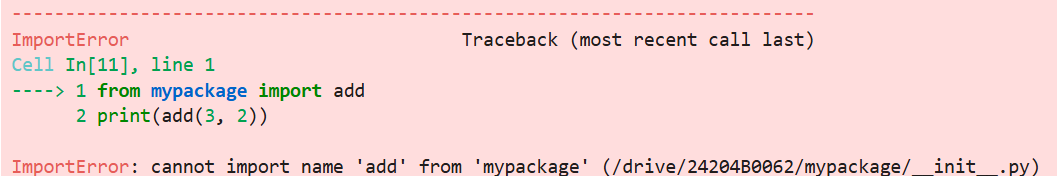 ---------------------------------------------------------------------------
ImportError                               Traceback (most recent call last)
Cell In[11], line 1
----> 1 from mypackage import add
      2 print(add(3, 2))

ImportError: cannot import name 'add' from 'mypackage' (/drive/24204B0062/mypackage/__init__.py)